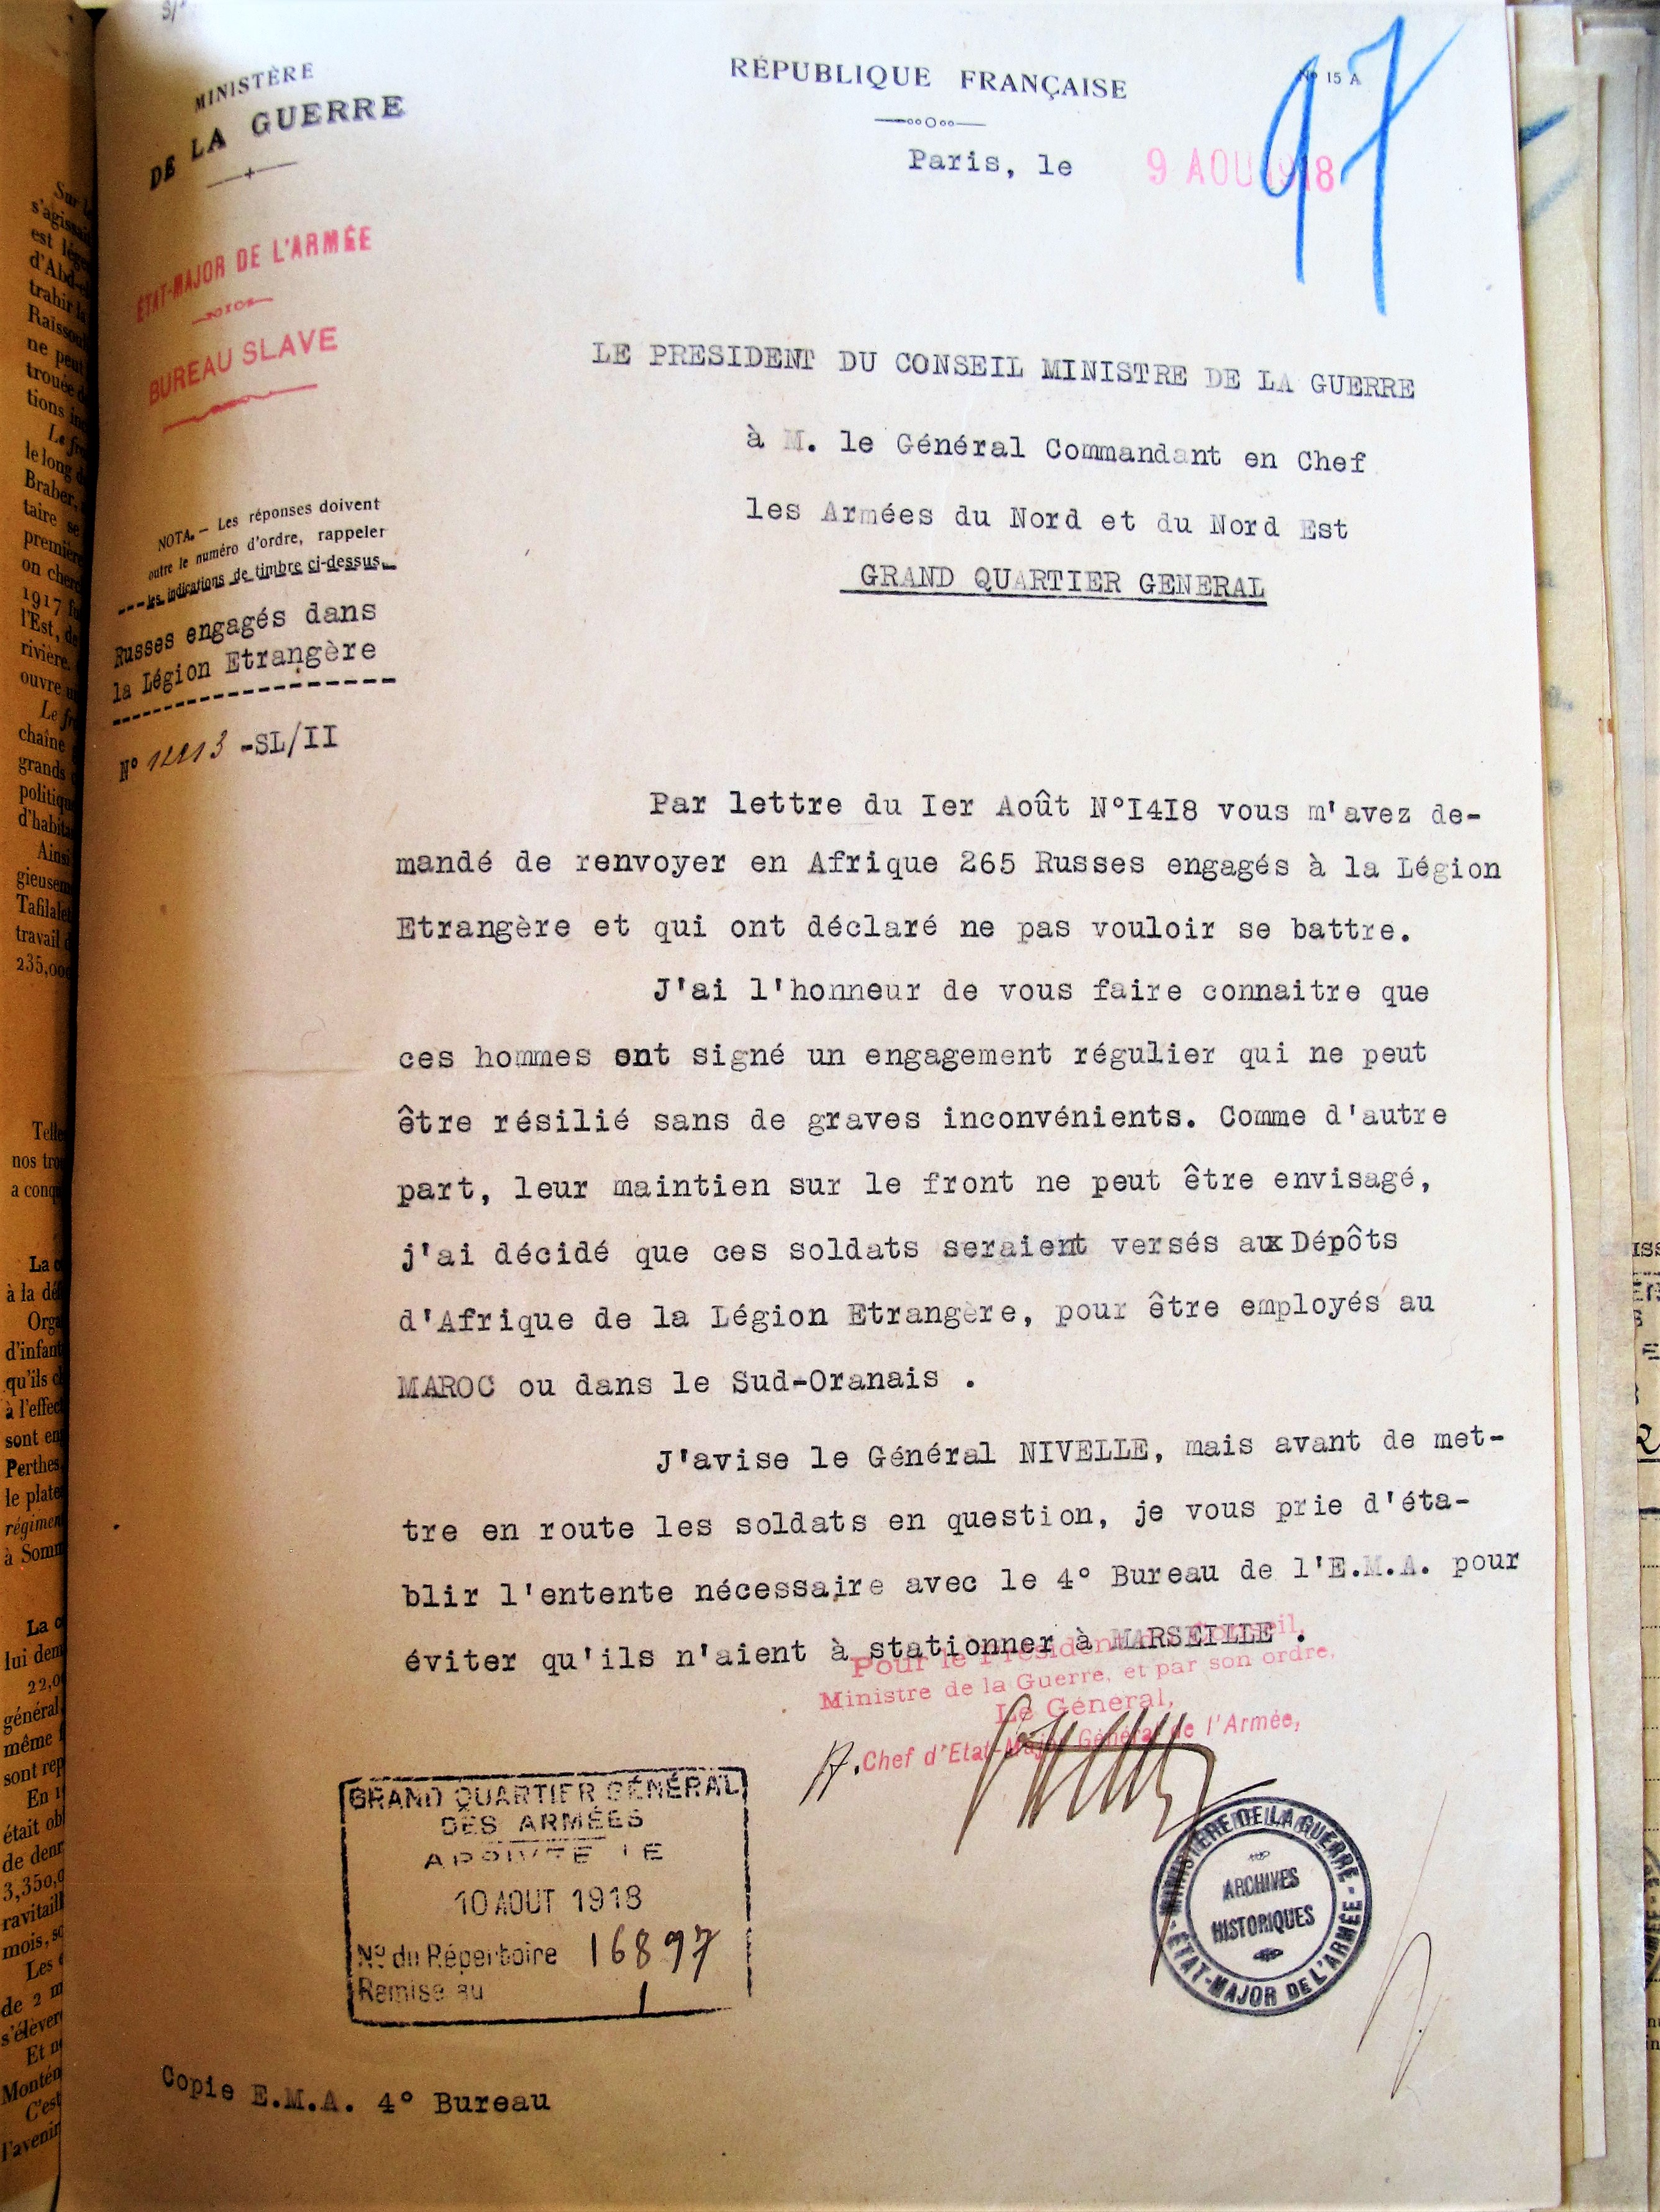 MINISTÈRE
DE LA GUERRE
RÉPUBLIQUE FRANÇAISE
No 15 A
97
Paris, le 9 AOU 1918
ÉTAT-MAJOR DE L'ARMÉE
BUREAU SLAVE
LE PRESIDENT DU CONSEIL MINISTRE DE LA GUERRE
à M. le Général Commandant en Chef
les Armées du Nord et du Nord Est
GRAND QUARTIER GENERAL
NOTA. — Les réponses doivent
outre le numéro d'ordre, rappeler
les indications de timbre ci-dessus.
Russes engagés dans
la Légion Etrangère
N° -SL/II
Par lettre du Ier Août N°I4I8 vous m'avez de-
mandé de renvoyer en Afrique 265 Russes engagés à la Légion
Etrangère et qui ont déclaré ne pas vouloir se battre.
J'ai l'honneur de vous faire connaitre que
ces hommes ont signé un engagement régulier qui ne peut
être résilié sans de graves inconvénients. Comme d'autre
part, leur maintien sur le front ne peut être envisagé,
j'ai décidé que ces soldats seraient versés aux Dépôts
d'Afrique de la Légion Etrangère, pour être employés au
MAROC ou dans le Sud-Oranais .
J'avise le Général NIVELLE, mais avant de met-
tre en route les soldats en question, je vous prie d'éta-
blir l'entente nécessaire avec le 4° Bureau de l'E.M.A. pour
éviter qu'ils n'aient à stationner à MARSEILLE .
Pour le Président du Conseil,
Ministre de la Guerre, et par son ordre,
Le Général,
Chef d'Etat-Major Général de l'Armée,
GRAND QUARTIER GÉNÉRAL
DES ARMÉES
ARRIVÉE LE
10 AOUT 1918
No du Répertoire 16897
Remise au 1
MINISTERE DE LA GUERRE
ARCHIVES
HISTORIQUES
ÉTAT-MAJOR DE L'ARMÉE
Copie E.M.A. 4° Bureau